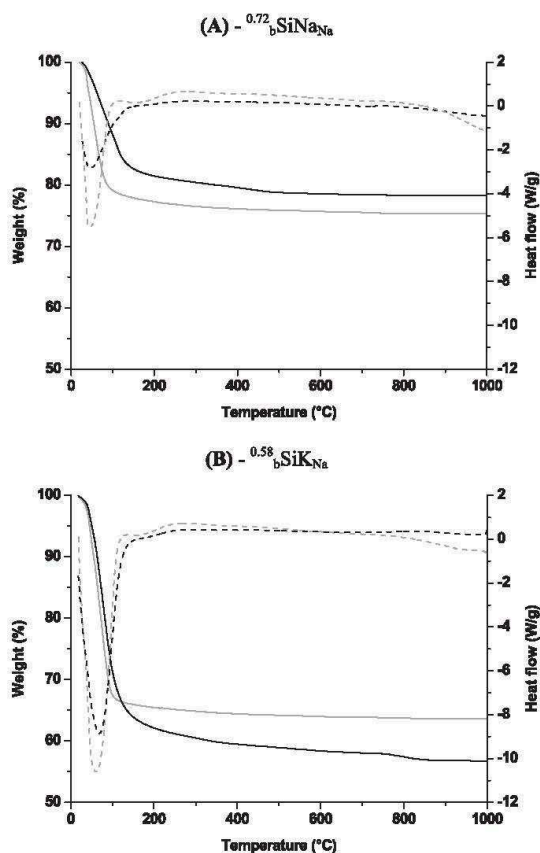 (A) - ⁰·⁷²bSiNaNa
Weight (%)
100
90
80
70
60
50
2
0
-2
-4
-6
-8
-10
-12
Heat flow (W/g)
0 200 400 600 800 1000
Temperature (°C)
(B) - ⁰·⁵⁸bSiKNa
Weight (%)
100
90
80
70
60
50
2
0
-2
-4
-6
-8
-10
-12
Heat flow (W/g)
0 200 400 600 800 1000
Temperature (°C)